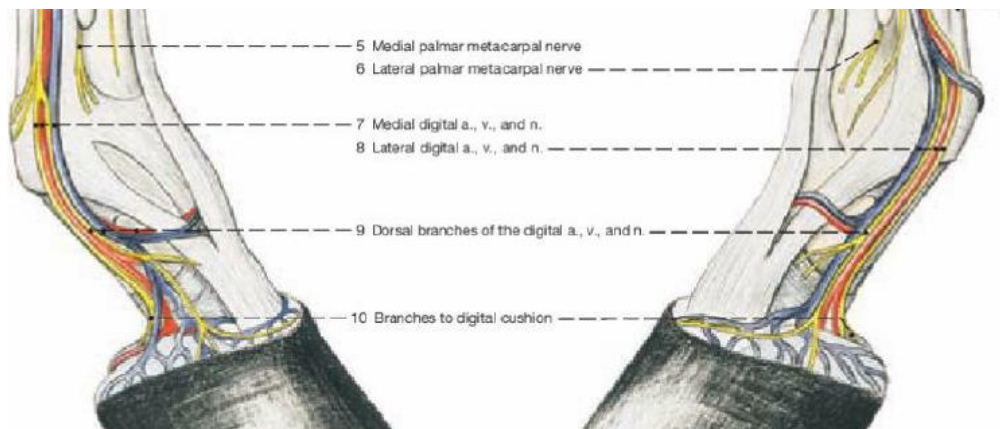 5 Medial palmar metacarpal nerve
6 Lateral palmar metacarpal nerve
7 Medial digital a., v., and n.
8 Lateral digital a., v., and n.
9 Dorsal branches of the digital a., v., and n.
10 Branches to digital cushion